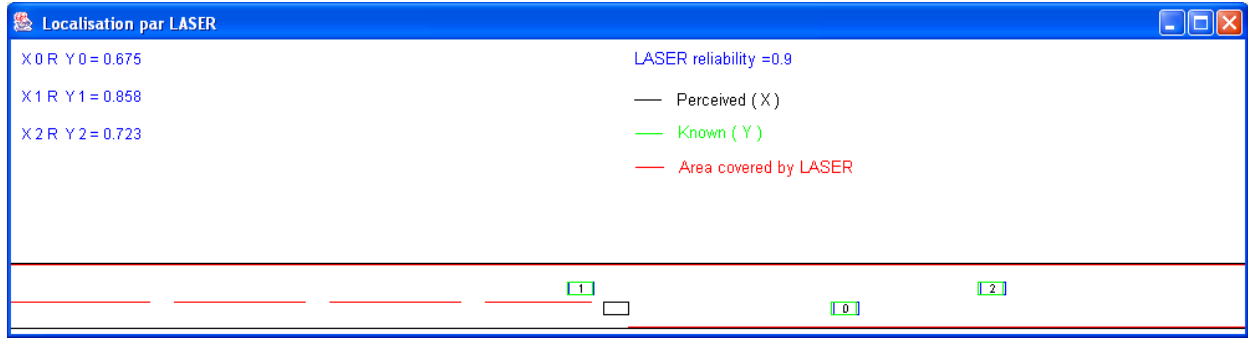 Localisation par LASER
X 0 R Y 0 = 0.675
X 1 R Y 1 = 0.858
X 2 R Y 2 = 0.723
LASER reliability =0.9
Perceived ( X )
Known ( Y )
Area covered by LASER
1
2
0